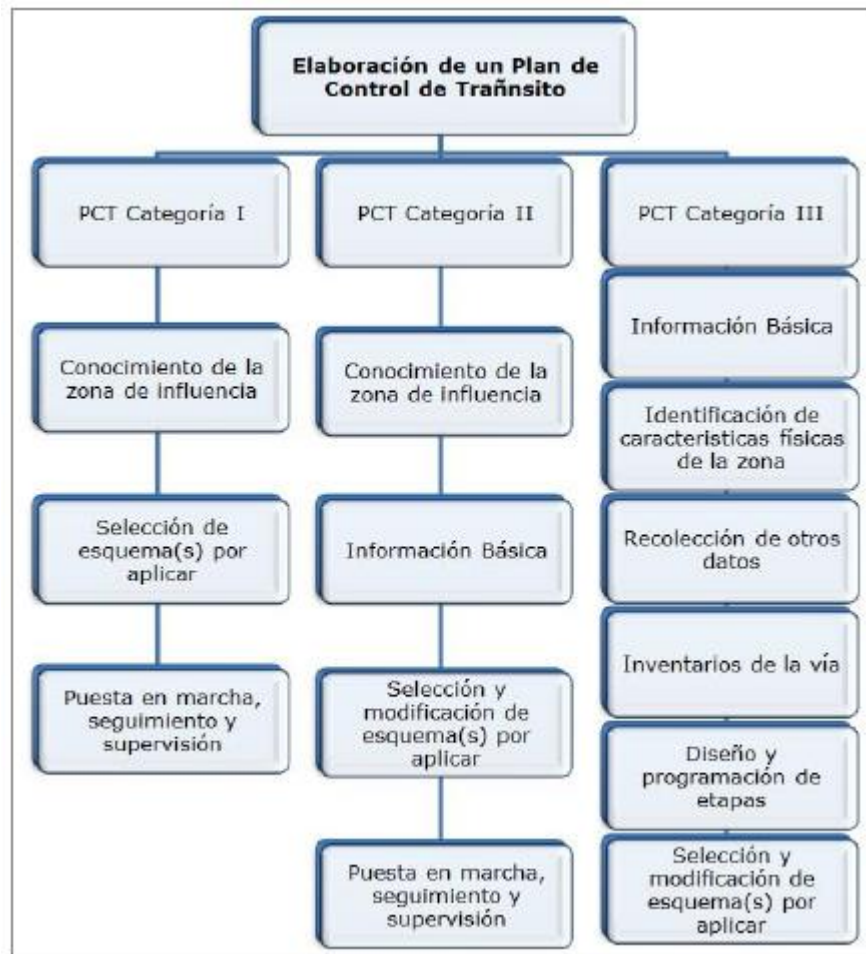 Elaboración de un Plan de
Control de Trañnsito
PCT Categoría I
Conocimiento de la
zona de influencia
Selección de
esquema(s) por
aplicar
Puesta en marcha,
seguimiento y
supervisión
PCT Categoría II
Conocimiento de la
zona de influencia
Información Básica
Selección y
modificación de
esquema(s) por
aplicar
Puesta en marcha,
seguimiento y
supervisión
PCT Categoría III
Información Básica
Identificación de
caracteristicas físicas
de la zona
Recolección de otros
datos
Inventarios de la vía
Diseño y
programación de
etapas
Selección y
modificación de
esquema(s) por
aplicar